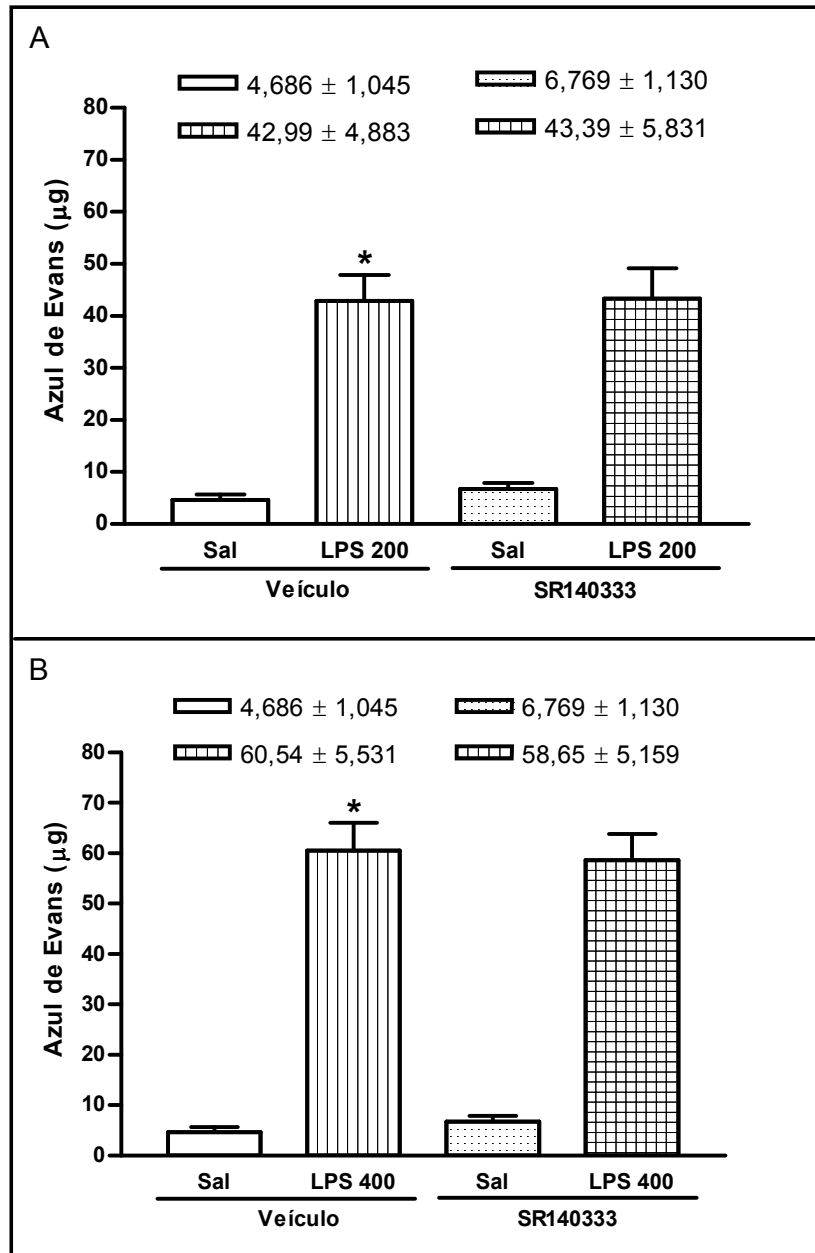 A
4,686 ± 1,045 6,769 ± 1,130
42,99 ± 4,883 43,39 ± 5,831
80
70
60
50
40
30
20
10
0
Azul de Evans (μg)
*
Sal LPS 200 Sal LPS 200
Veículo SR140333
B
4,686 ± 1,045 6,769 ± 1,130
60,54 ± 5,531 58,65 ± 5,159
80
70
60
50
40
30
20
10
0
Azul de Evans (μg)
*
Sal LPS 400 Sal LPS 400
Veículo SR140333